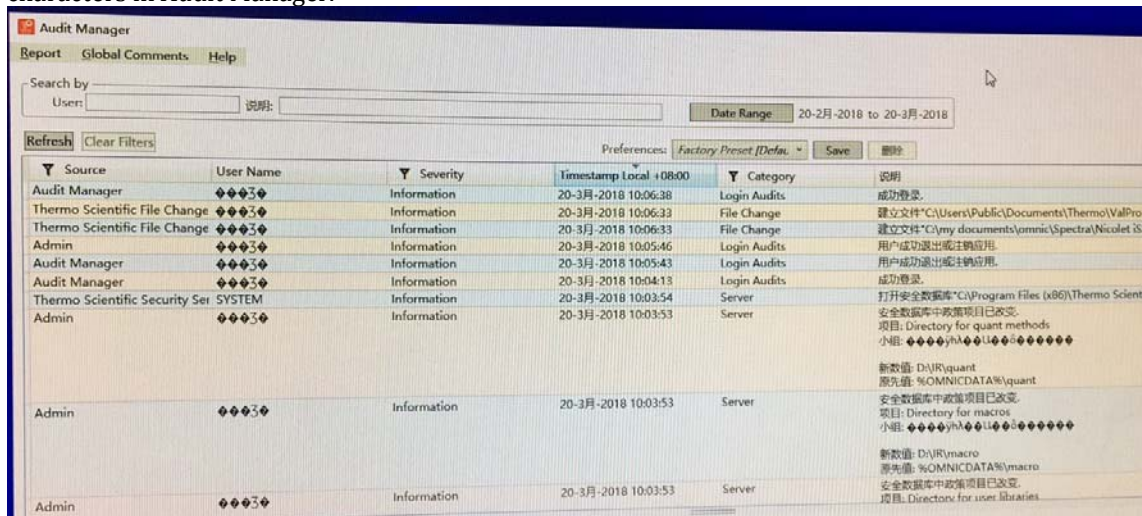 characters in Audit Manager.
Audit Manager
Report Global Comments Help
Search by
User: 说明: Date Range 20-2月-2018 to 20-3月-2018
Refresh Clear Filters Preferences: Factory Preset [Defau Save 删除
Source User Name Severity Timestamp Local +08:00 Category 说明
Audit Manager ���Ʒ� Information 20-3月-2018 10:06:38 Login Audits 成功登录.
Thermo Scientific File Change ���Ʒ� Information 20-3月-2018 10:06:33 File Change 建立文件"C:\Users\Public\Documents\Thermo\ValPro
Thermo Scientific File Change ���Ʒ� Information 20-3月-2018 10:06:33 File Change 建立文件"C:\my documents\omnic\Spectra\Nicolet iS
Admin ���Ʒ� Information 20-3月-2018 10:05:46 Login Audits 用户成功退出或注销应用.
Audit Manager ���Ʒ� Information 20-3月-2018 10:05:43 Login Audits 用户成功退出或注销应用.
Audit Manager ���Ʒ� Information 20-3月-2018 10:04:13 Login Audits 成功登录.
Thermo Scientific Security Ser SYSTEM Information 20-3月-2018 10:03:54 Server 打开安全数据库"C:\Program Files (x86)\Thermo Scient
Admin ���Ʒ� Information 20-3月-2018 10:03:53 Server 安全数据库中政策项目已改变.
项目: Directory for quant methods
小组:
新数值: D:\IR\quant
原先值: %OMNICDATA%\quant
Admin ���Ʒ� Information 20-3月-2018 10:03:53 Server 安全数据库中政策项目已改变.
项目: Directory for macros
小组:
新数值: D:\IR\macro
原先值: %OMNICDATA%\macro
Admin ���Ʒ� Information 20-3月-2018 10:03:53 Server 安全数据库中政策项目已改变.
项目: Directory for user libraries